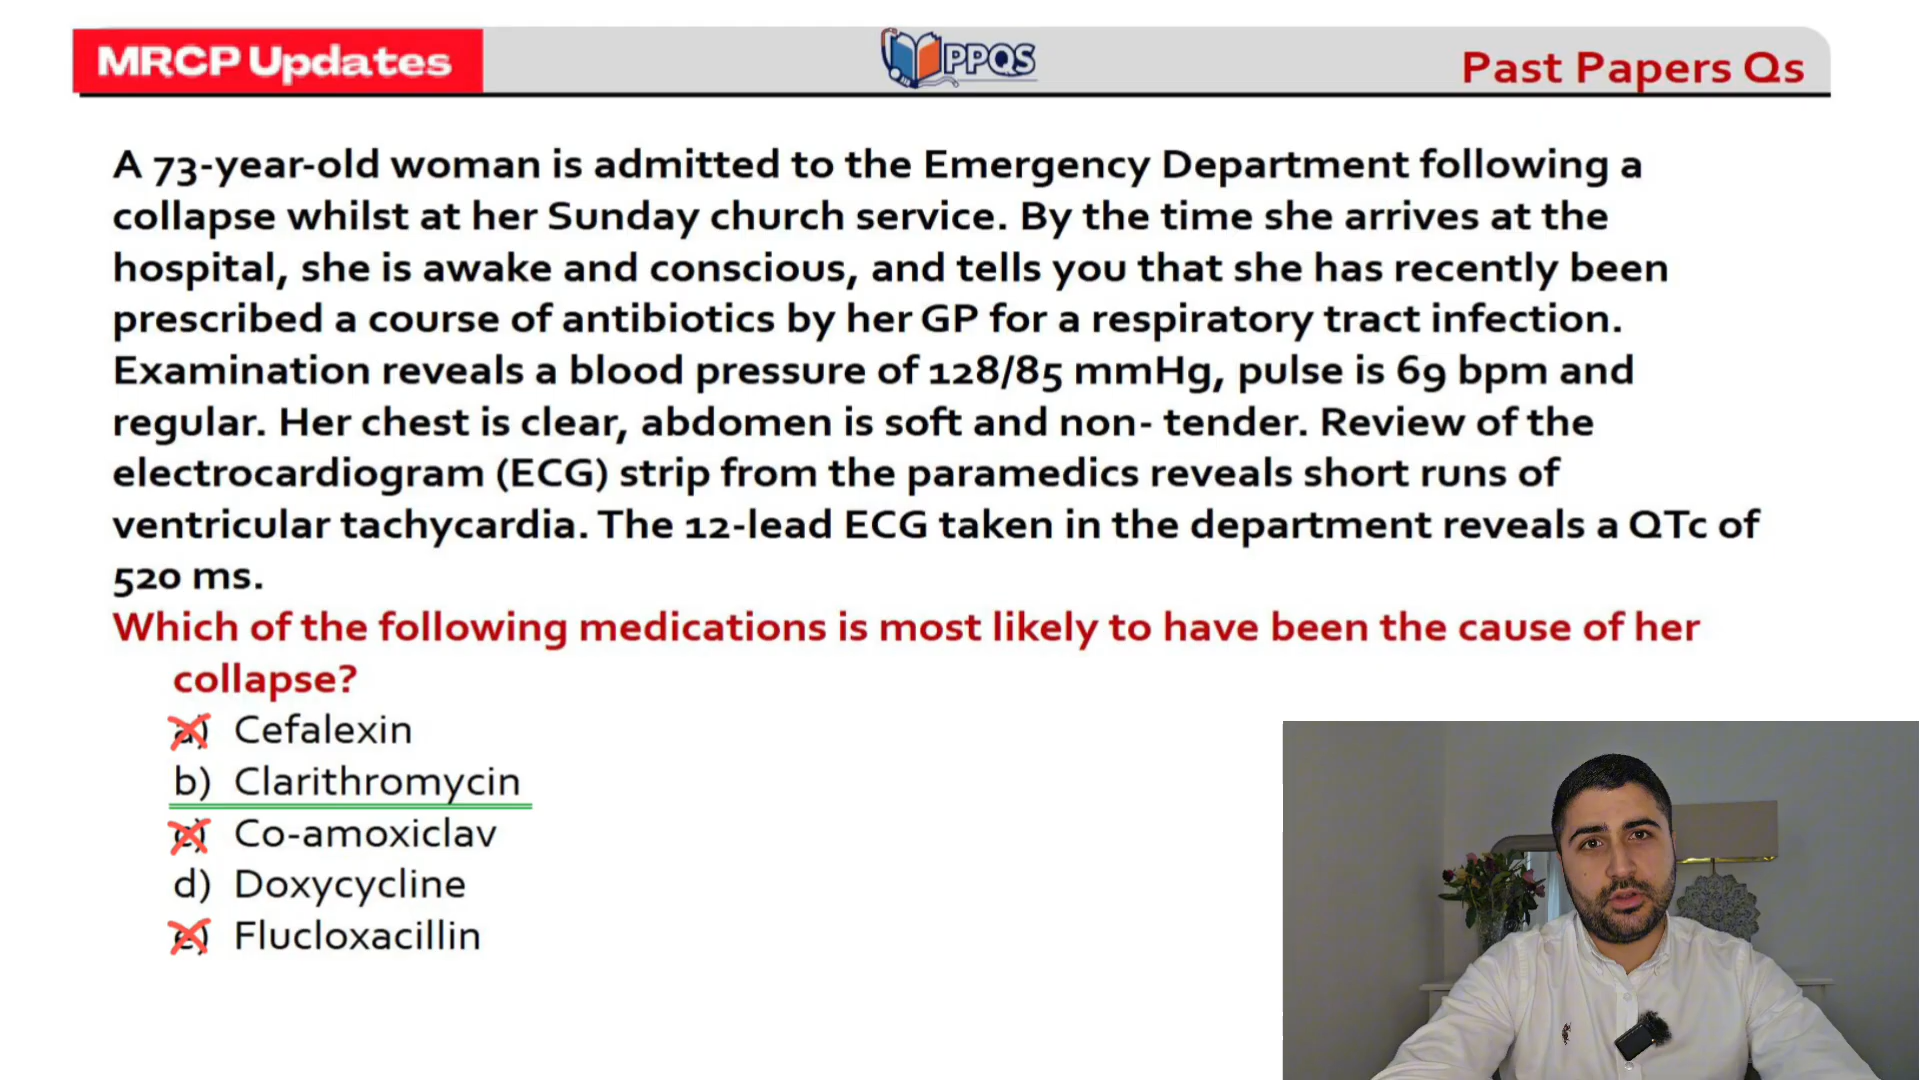 MRCP Updates
PPQS
Past Papers Qs
A 73-year-old woman is admitted to the Emergency Department following a
collapse whilst at her Sunday church service. By the time she arrives at the
hospital, she is awake and conscious, and tells you that she has recently been
prescribed a course of antibiotics by her GP for a respiratory tract infection.
Examination reveals a blood pressure of 128/85 mmHg, pulse is 69 bpm and
regular. Her chest is clear, abdomen is soft and non- tender. Review of the
electrocardiogram (ECG) strip from the paramedics reveals short runs of
ventricular tachycardia. The 12-lead ECG taken in the department reveals a QTc of
520 ms.
Which of the following medications is most likely to have been the cause of her
collapse?
a) Cefalexin
b) Clarithromycin
c) Co-amoxiclav
d) Doxycycline
e) Flucloxacillin